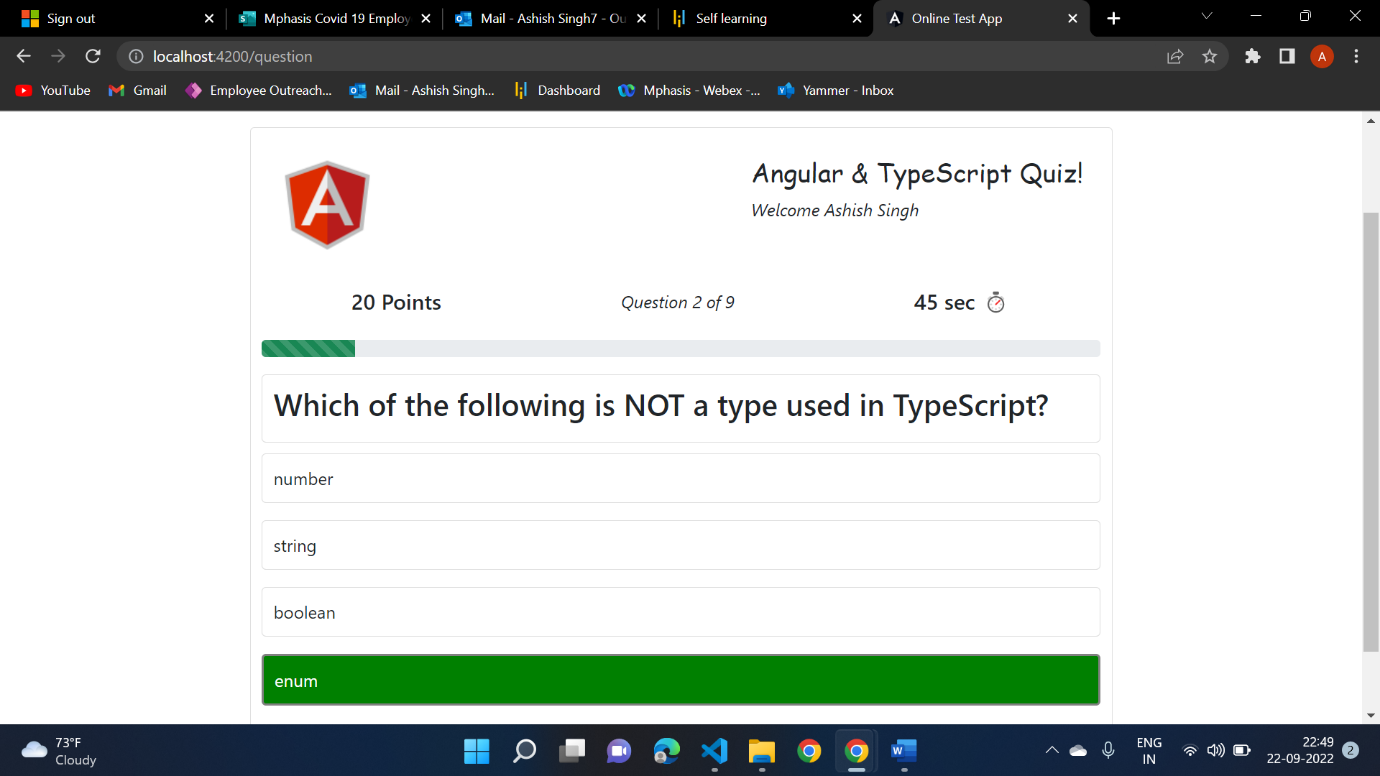 Sign out
Mphasis Covid 19 Employ
Mail - Ashish Singh7 - Ou
Self learning
Online Test App
localhost:4200/question
A
YouTube
Gmail
Employee Outreach...
Mail - Ashish Singh...
Dashboard
Mphasis - Webex -...
Yammer - Inbox
Angular & TypeScript Quiz!
Welcome Ashish Singh
20 Points
Question 2 of 9
45 sec
Which of the following is NOT a type used in TypeScript?
number
string
boolean
enum
73°F
Cloudy
ENG
IN
22:49
22-09-2022
2